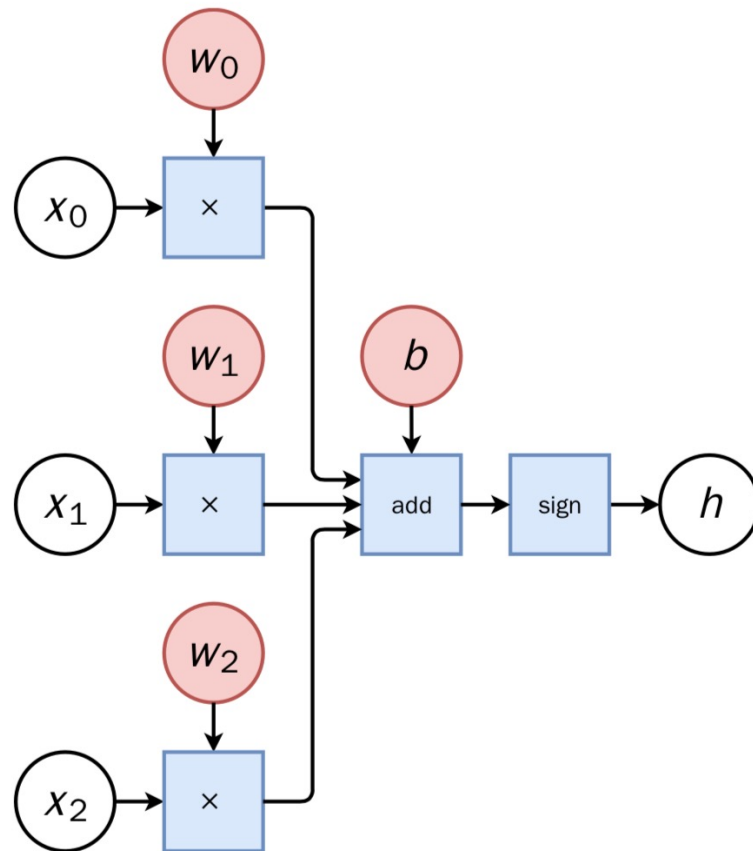 w₀
x₀
×
w₁
b
x₁
×
add
sign
h
w₂
x₂
×